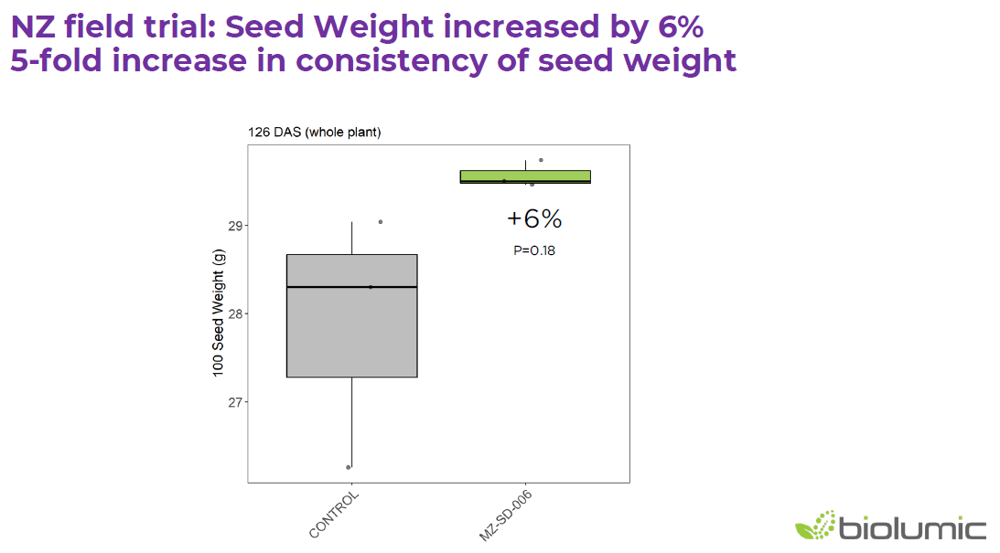 NZ field trial: Seed Weight increased by 6%
5-fold increase in consistency of seed weight
126 DAS (whole plant)
100 Seed Weight (g)
29
28
27
+6%
P=0.18
CONTROL
MZ-SD-006
biolumic